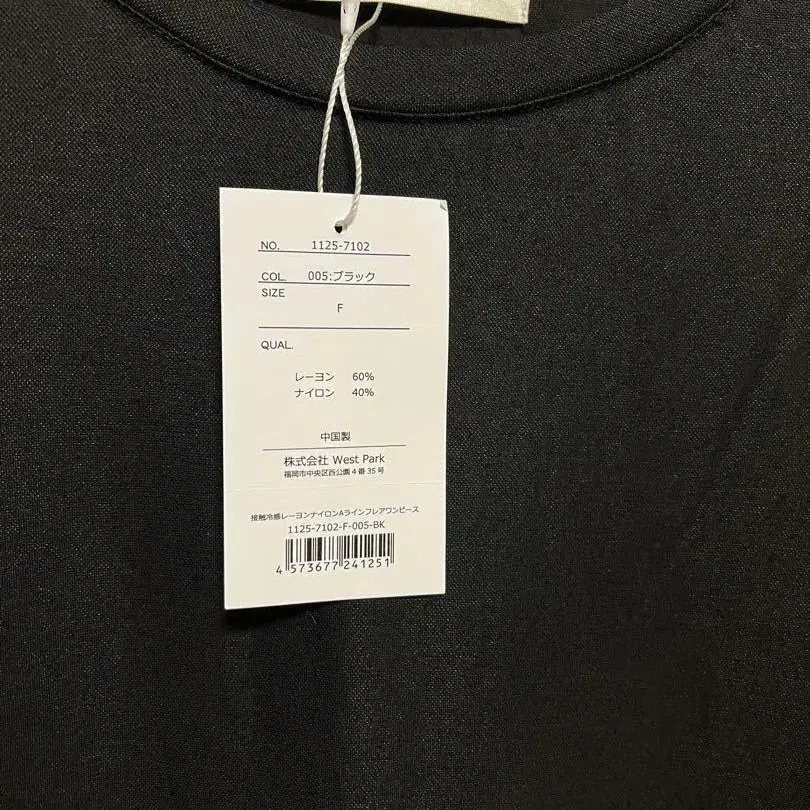 NO. 1125-7102
COL. 005:ブラック
SIZE
F
QUAL.
レーヨン 60%
ナイロン 40%
中国製
株式会社 West Park
福岡市中央区西公園4番35号
接触冷感レーヨンナイロンAラインフレアワンピース
1125-7102-F-005-BK
4 573677 241251